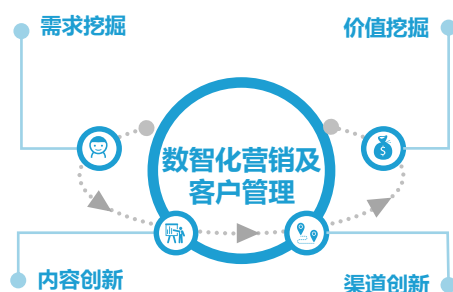 需求挖掘
价值挖掘
数智化营销及
客户管理
内容创新
渠道创新